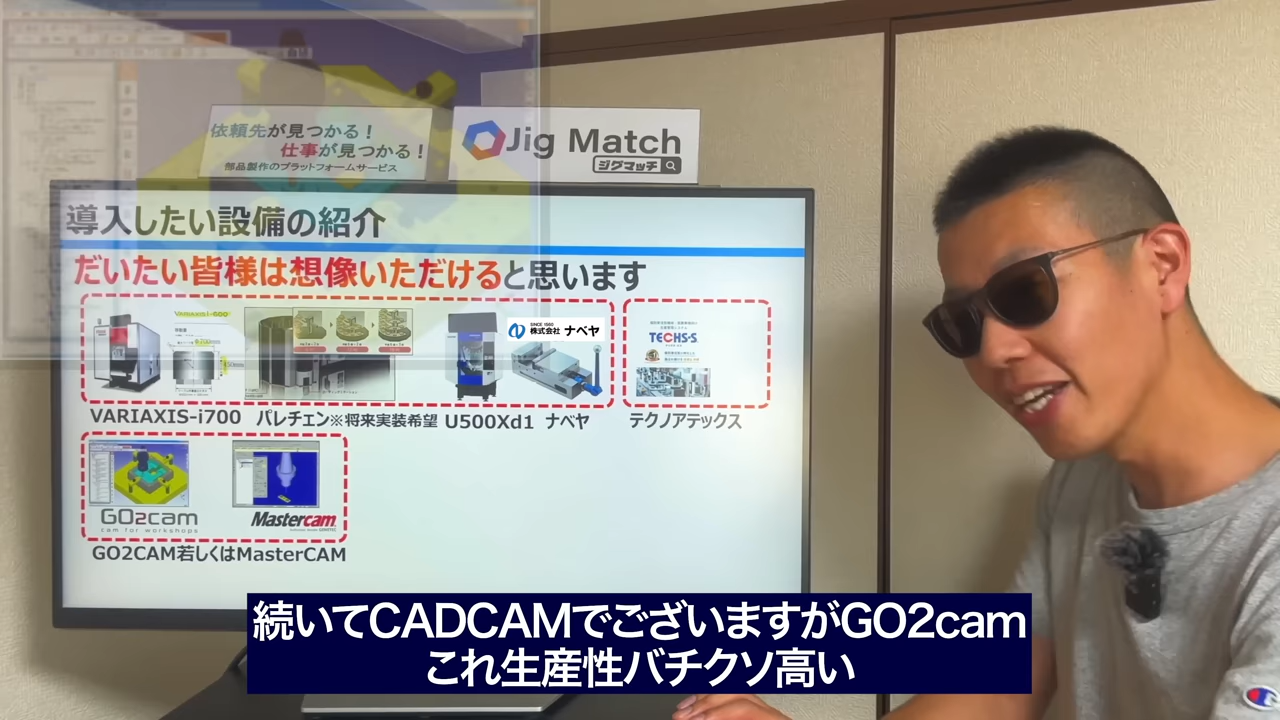 依頼先が見つかる！
仕事が見つかる！
部品製作のプラットフォームサービス
Jig Match
ジグマッチ
導入したい設備の紹介
だいたい皆様は想像いただけると思います
VARIAXIS i-600
SINCE 1560
株式会社 ナベヤ
TECHS-S
VARIAXIS-i700 パレチェン※将来実装希望 U500Xd1 ナベヤ テクノアテックス
GO2cam
cam for workshops
Mastercam
GO2CAM若しくはMasterCAM
続いてCADCAMでございますがGO2cam
これ生産性バチクソ高い